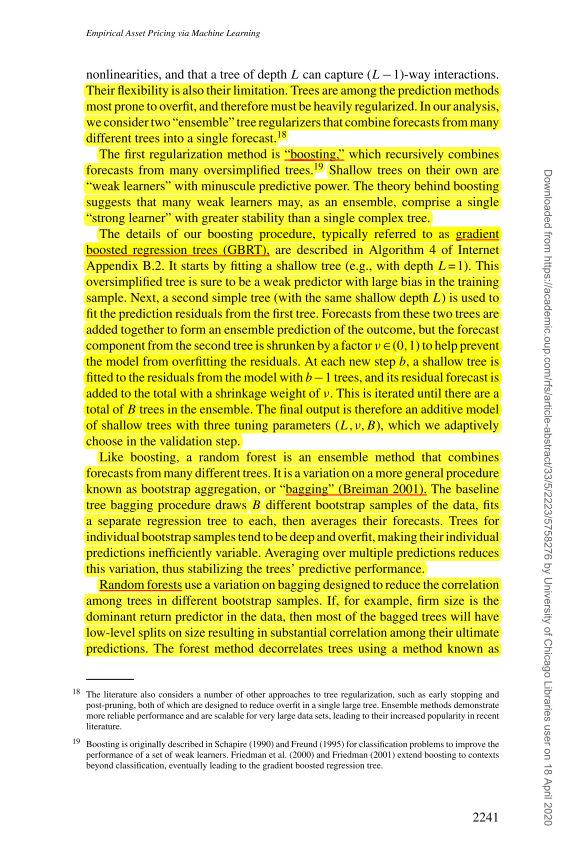 Empirical Asset Pricing via Machine Learning
nonlinearities, and that a tree of depth L can capture (L−1)-way interactions.
Their flexibility is also their limitation. Trees are among the prediction methods
most prone to overfit, and therefore must be heavily regularized. In our analysis,
we consider two “ensemble” tree regularizers that combine forecasts from many
different trees into a single forecast.18
The first regularization method is “boosting,” which recursively combines
forecasts from many oversimplified trees.19 Shallow trees on their own are
“weak learners” with minuscule predictive power. The theory behind boosting
suggests that many weak learners may, as an ensemble, comprise a single
“strong learner” with greater stability than a single complex tree.
The details of our boosting procedure, typically referred to as gradient
boosted regression trees (GBRT), are described in Algorithm 4 of Internet
Appendix B.2. It starts by fitting a shallow tree (e.g., with depth L=1). This
oversimplified tree is sure to be a weak predictor with large bias in the training
sample. Next, a second simple tree (with the same shallow depth L) is used to
fit the prediction residuals from the first tree. Forecasts from these two trees are
added together to form an ensemble prediction of the outcome, but the forecast
component from the second tree is shrunken by a factor ν∈(0,1) to help prevent
the model from overfitting the residuals. At each new step b, a shallow tree is
fitted to the residuals from the model with b−1 trees, and its residual forecast is
added to the total with a shrinkage weight of ν. This is iterated until there are a
total of B trees in the ensemble. The final output is therefore an additive model
of shallow trees with three tuning parameters (L,ν,B), which we adaptively
choose in the validation step.
Like boosting, a random forest is an ensemble method that combines
forecasts from many different trees. It is a variation on a more general procedure
known as bootstrap aggregation, or “bagging” (Breiman 2001). The baseline
tree bagging procedure draws B different bootstrap samples of the data, fits
a separate regression tree to each, then averages their forecasts. Trees for
individual bootstrap samples tend to be deep and overfit, making their individual
predictions inefficiently variable. Averaging over multiple predictions reduces
this variation, thus stabilizing the trees’ predictive performance.
Random forests use a variation on bagging designed to reduce the correlation
among trees in different bootstrap samples. If, for example, firm size is the
dominant return predictor in the data, then most of the bagged trees will have
low-level splits on size resulting in substantial correlation among their ultimate
predictions. The forest method decorrelates trees using a method known as
18 The literature also considers a number of other approaches to tree regularization, such as early stopping and
post-pruning, both of which are designed to reduce overfit in a single large tree. Ensemble methods demonstrate
more reliable performance and are scalable for very large data sets, leading to their increased popularity in recent
literature.
19 Boosting is originally described in Schapire (1990) and Freund (1995) for classification problems to improve the
performance of a set of weak learners. Friedman et al. (2000) and Friedman (2001) extend boosting to contexts
beyond classification, eventually leading to the gradient boosted regression tree.
2241
Downloaded from https://academic.oup.com/rfs/article-abstract/33/5/2223/5758276 by University of Chicago Libraries user on 18 April 2020